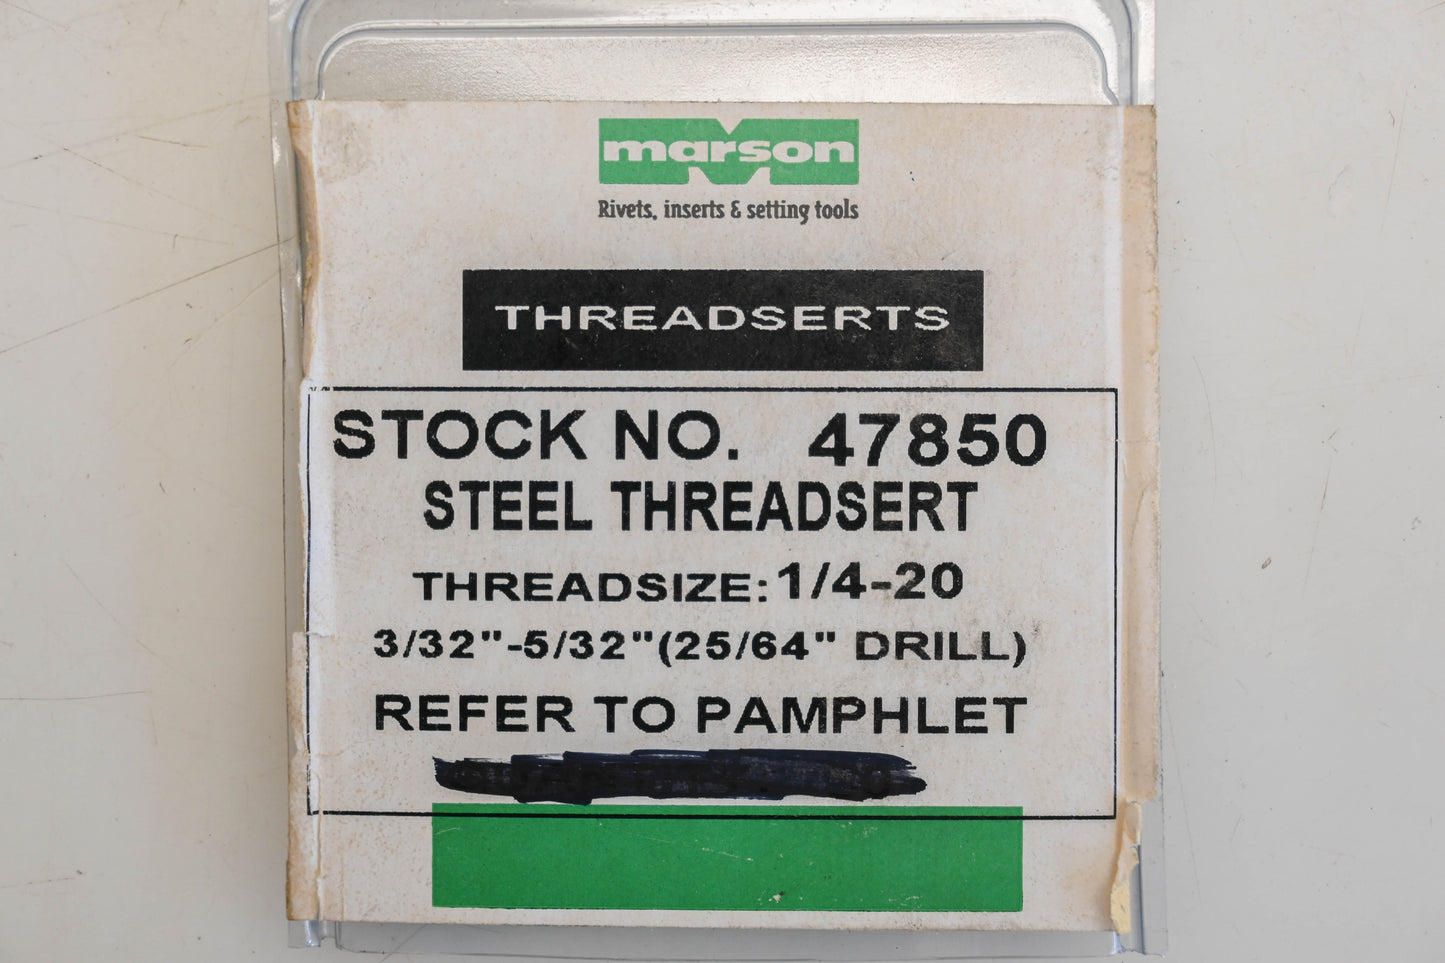 marson
Rivets, inserts & setting tools
THREADSERTS
STOCK NO. 47850
STEEL THREADSERT
THREADSIZE: 1/4-20
3/32"-5/32"(25/64" DRILL)
REFER TO PAMPHLET